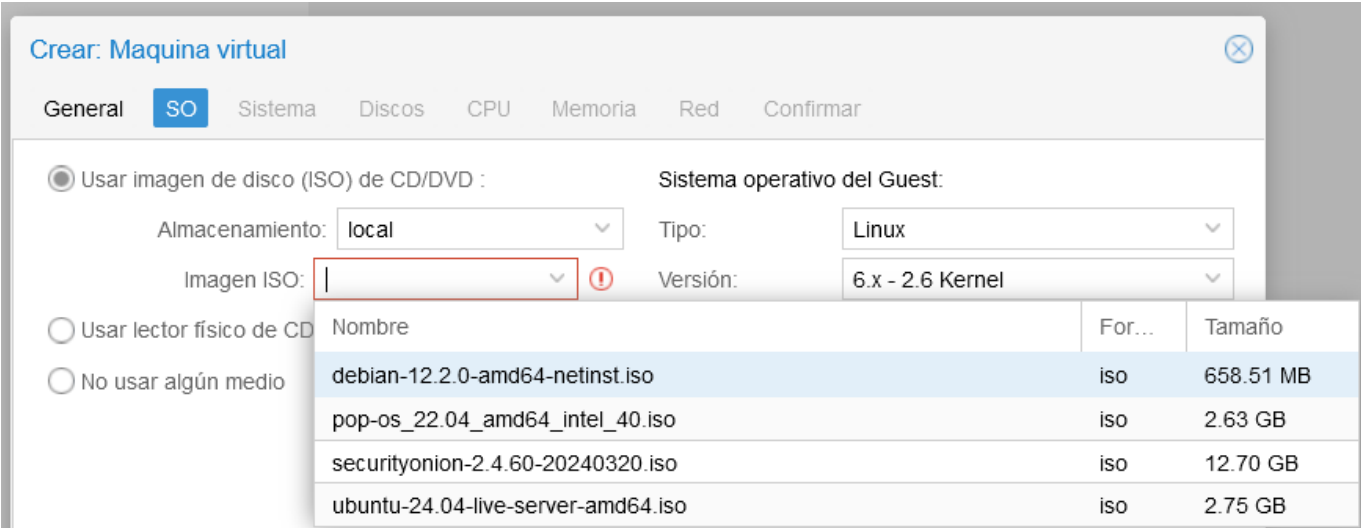 Crear: Maquina virtual
General SO Sistema Discos CPU Memoria Red Confirmar
Usar imagen de disco (ISO) de CD/DVD : Sistema operativo del Guest:
Almacenamiento: local Tipo: Linux
Imagen ISO: Versión: 6.x - 2.6 Kernel
Usar lector físico de CD
Nombre For... Tamaño
No usar algún medio
debian-12.2.0-amd64-netinst.iso iso 658.51 MB
pop-os_22.04_amd64_intel_40.iso iso 2.63 GB
securityonion-2.4.60-20240320.iso iso 12.70 GB
ubuntu-24.04-live-server-amd64.iso iso 2.75 GB